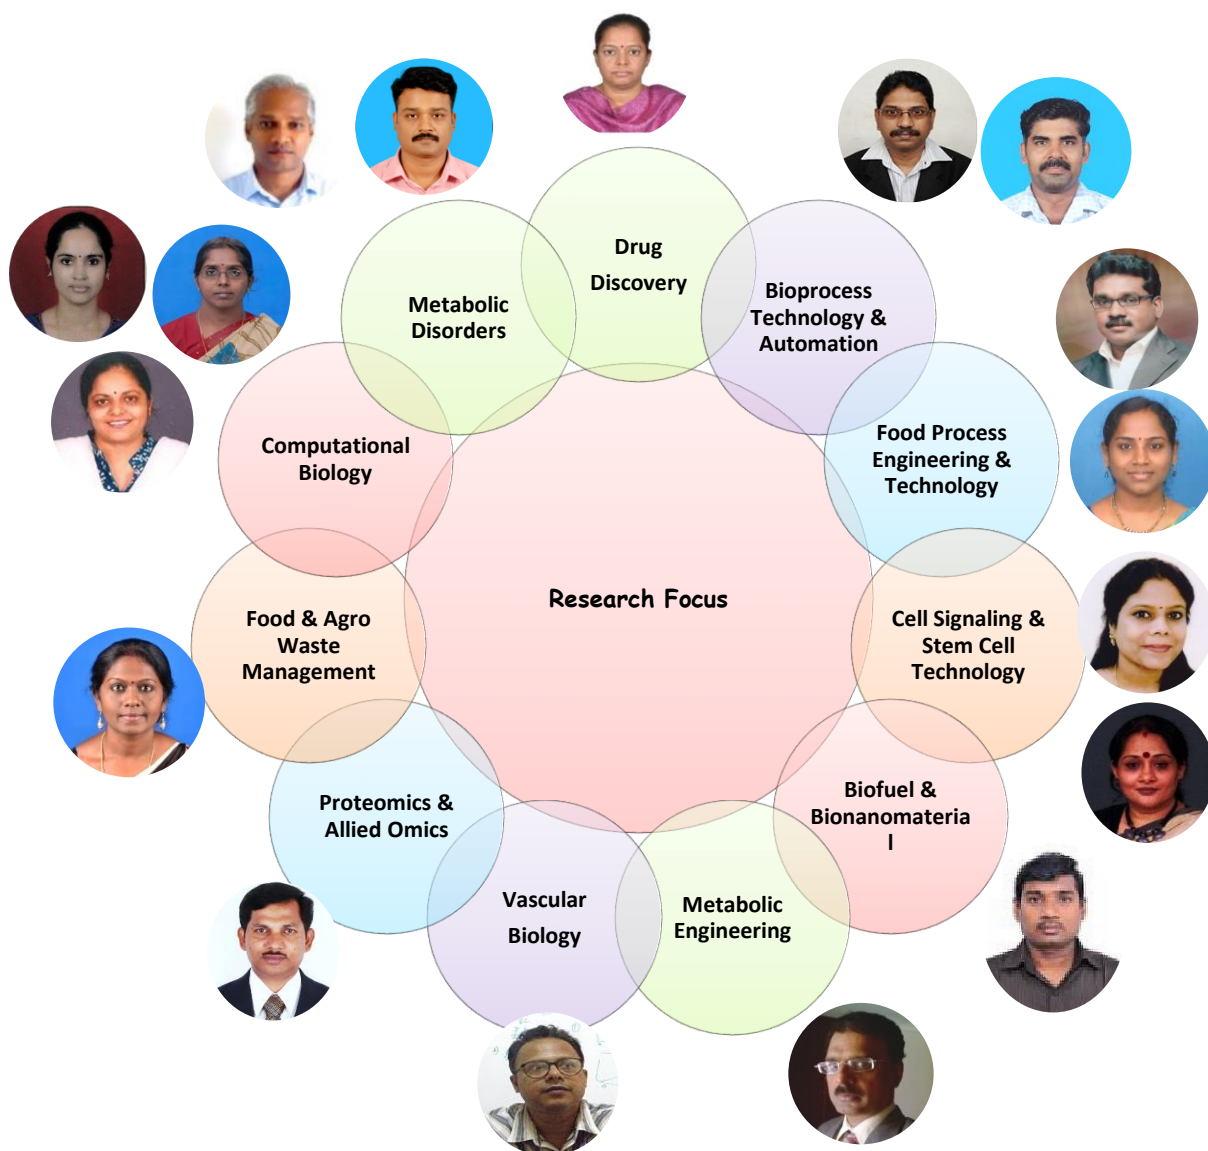 Drug
Discovery
Bioprocess
Technology &
Automation
Food Process
Engineering &
Technology
Cell Signaling &
Stem Cell
Technology
Biofuel &
Bionanomateria
l
Metabolic
Engineering
Vascular
Biology
Proteomics &
Allied Omics
Food & Agro
Waste
Management
Computational
Biology
Metabolic
Disorders
Research Focus